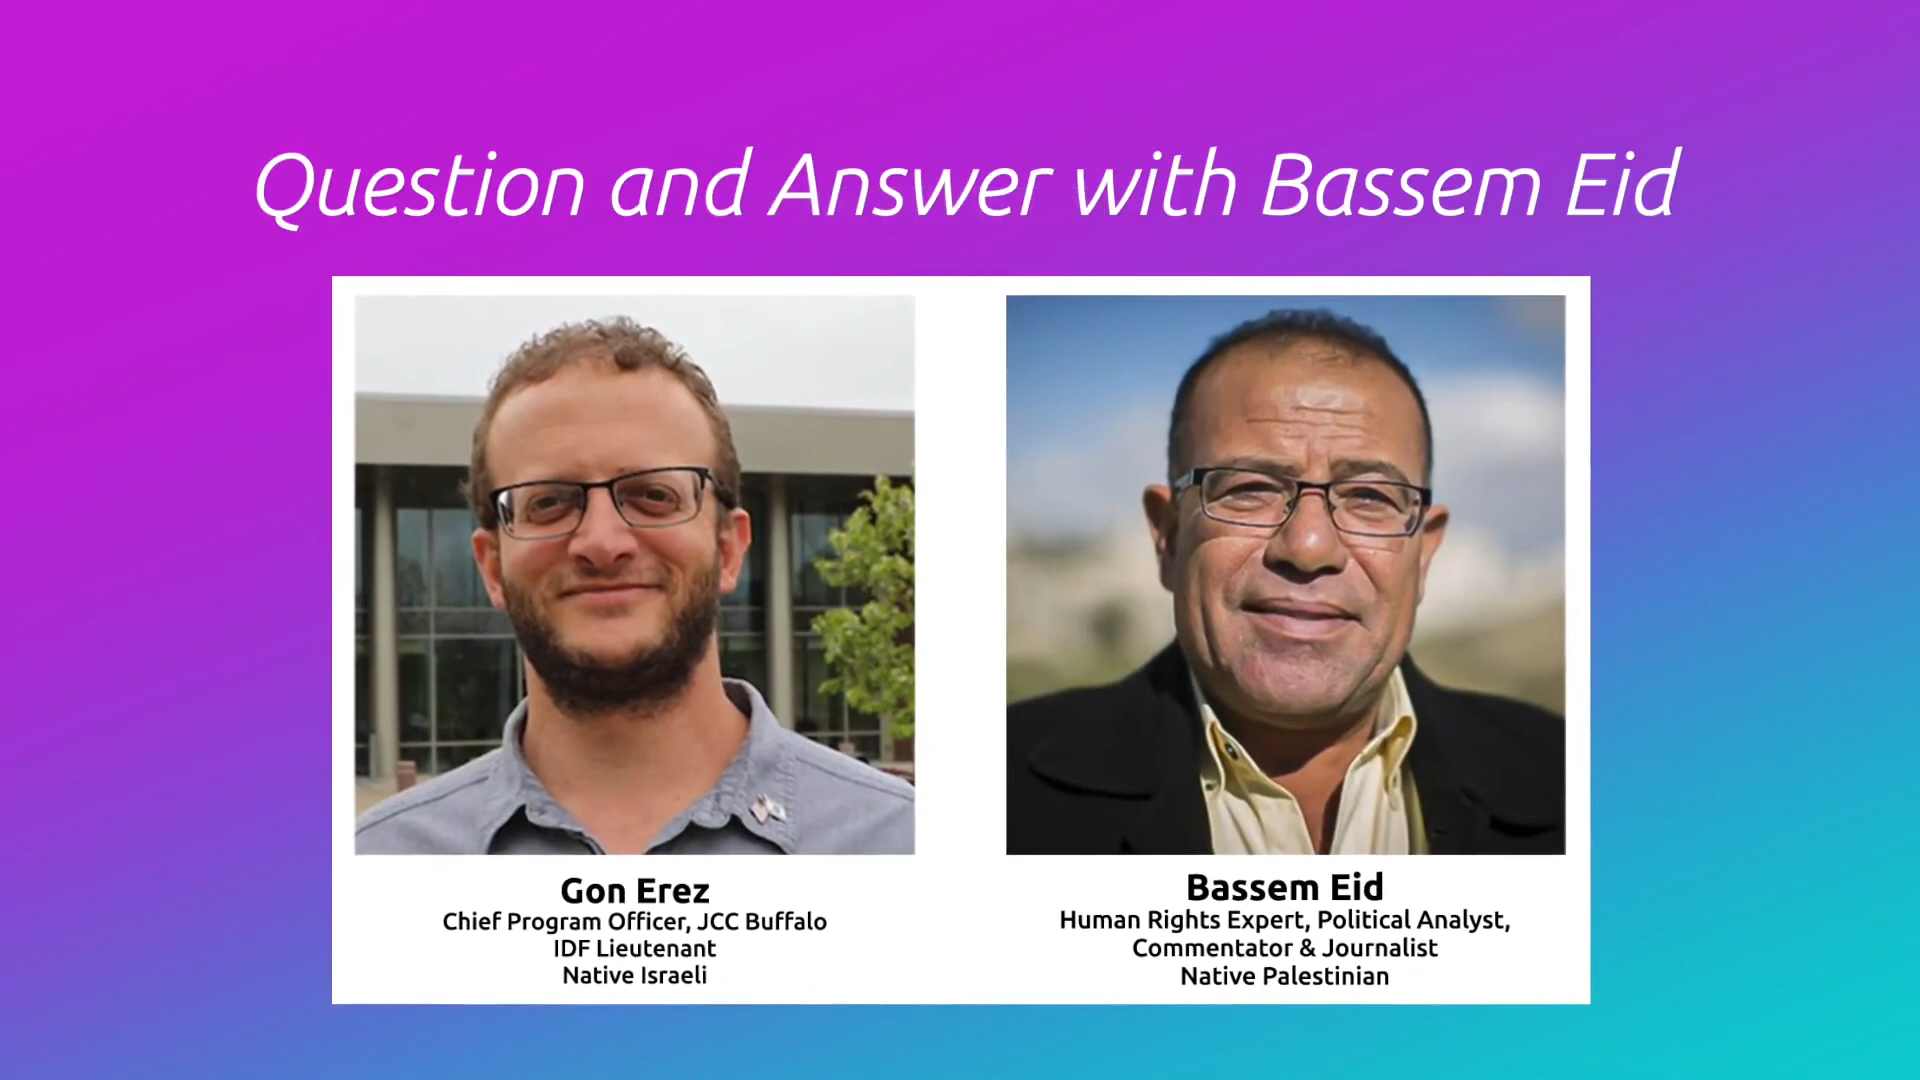 Question and Answer with Bassem Eid
Gon Erez
Chief Program Officer, JCC Buffalo
IDF Lieutenant
Native Israeli
Bassem Eid
Human Rights Expert, Political Analyst,
Commentator & Journalist
Native Palestinian